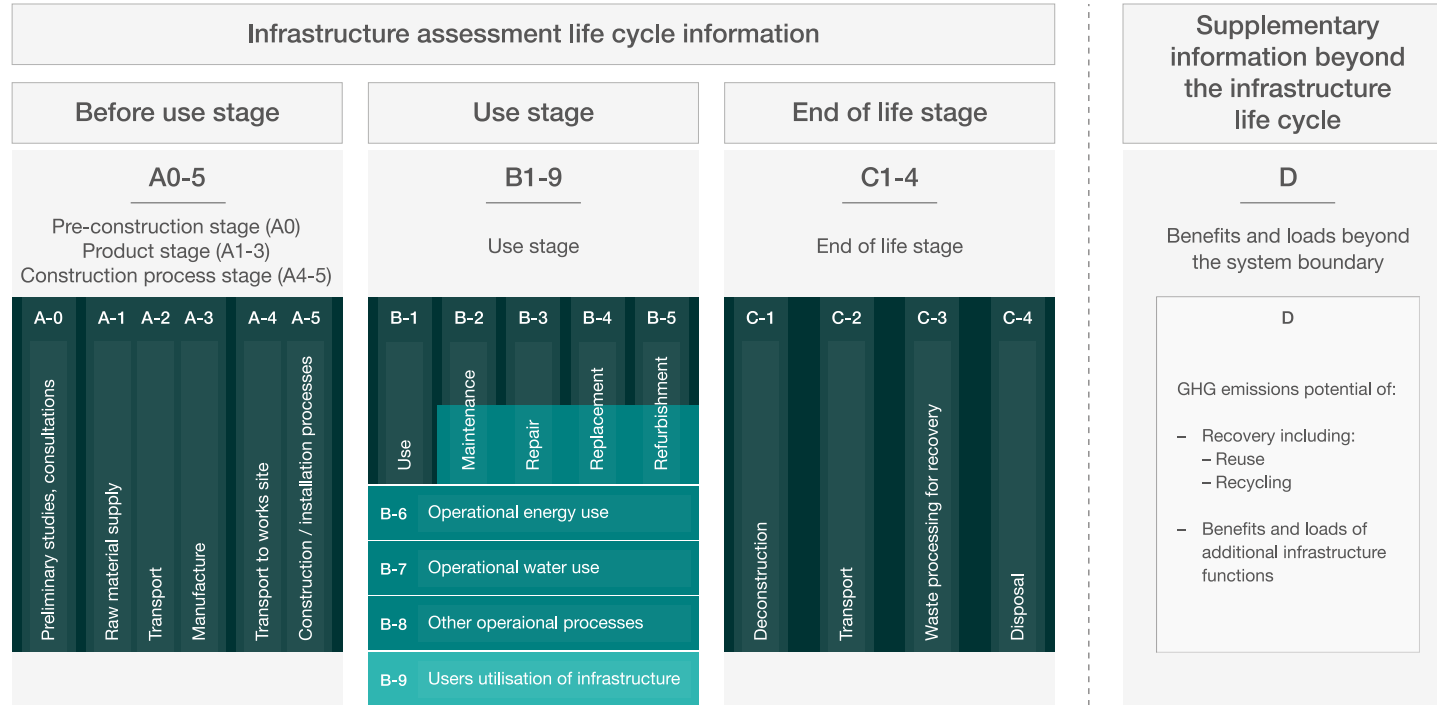 Infrastructure assessment life cycle information
Supplementary
information beyond
the infrastructure
life cycle
Before use stage
Use stage
End of life stage
A0-5
Pre-construction stage (A0)
Product stage (A1-3)
Construction process stage (A4-5)
B1-9
Use stage
C1-4
End of life stage
D
Benefits and loads beyond
the system boundary
A-0
Preliminary studies, consultations
A-1
Raw material supply
A-2
Transport
A-3
Manufacture
A-4
Transport to works site
A-5
Construction / installation processes
B-1
Use
B-2
Maintenance
B-3
Repair
B-4
Replacement
B-5
Refurbishment
B-6 Operational energy use
B-7 Operational water use
B-8 Other operaional processes
B-9 Users utilisation of infrastructure
C-1
Deconstruction
C-2
Transport
C-3
Waste processing for recovery
C-4
Disposal
D
GHG emissions potential of:
– Recovery including:
– Reuse
– Recycling
– Benefits and loads of
additional infrastructure
functions